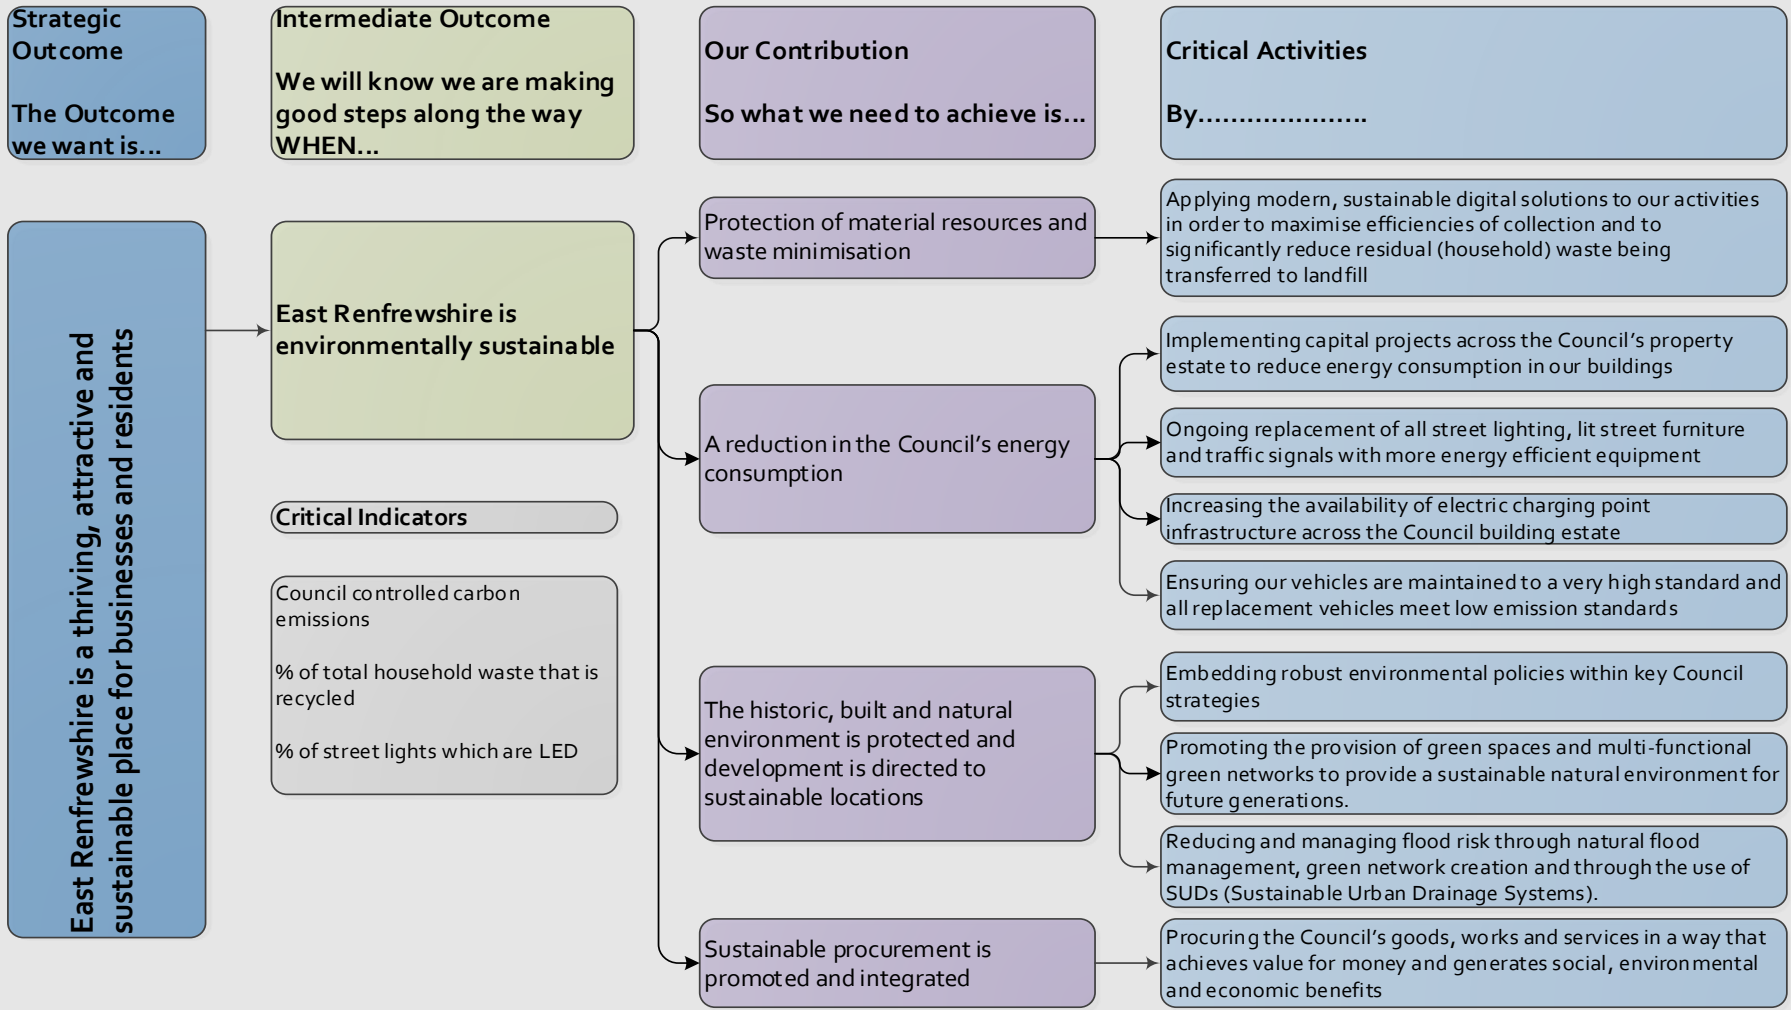 Strategic
Outcome
The Outcome
we want is...
Intermediate Outcome
We will know we are making
good steps along the way
WHEN...
Our Contribution
So what we need to achieve is...
Critical Activities
By.....................
East Renfrewshire is a thriving, attractive and
sustainable place for businesses and residents
East Renfrewshire is
environmentally sustainable
Critical Indicators
Council controlled carbon
emissions
% of total household waste that is
recycled
% of street lights which are LED
Protection of material resources and
waste minimisation
Applying modern, sustainable digital solutions to our activities
in order to maximise efficiencies of collection and to
significantly reduce residual (household) waste being
transferred to landfill
A reduction in the Council's energy
consumption
Implementing capital projects across the Council's property
estate to reduce energy consumption in our buildings
Ongoing replacement of all street lighting, lit street furniture
and traffic signals with more energy efficient equipment
Increasing the availability of electric charging point
infrastructure across the Council building estate
Ensuring our vehicles are maintained to a very high standard and
all replacement vehicles meet low emission standards
The historic, built and natural
environment is protected and
development is directed to
sustainable locations
Embedding robust environmental policies within key Council
strategies
Promoting the provision of green spaces and multi-functional
green networks to provide a sustainable natural environment for
future generations.
Reducing and managing flood risk through natural flood
management, green network creation and through the use of
SUDs (Sustainable Urban Drainage Systems).
Sustainable procurement is
promoted and integrated
Procuring the Council's goods, works and services in a way that
achieves value for money and generates social, environmental
and economic benefits